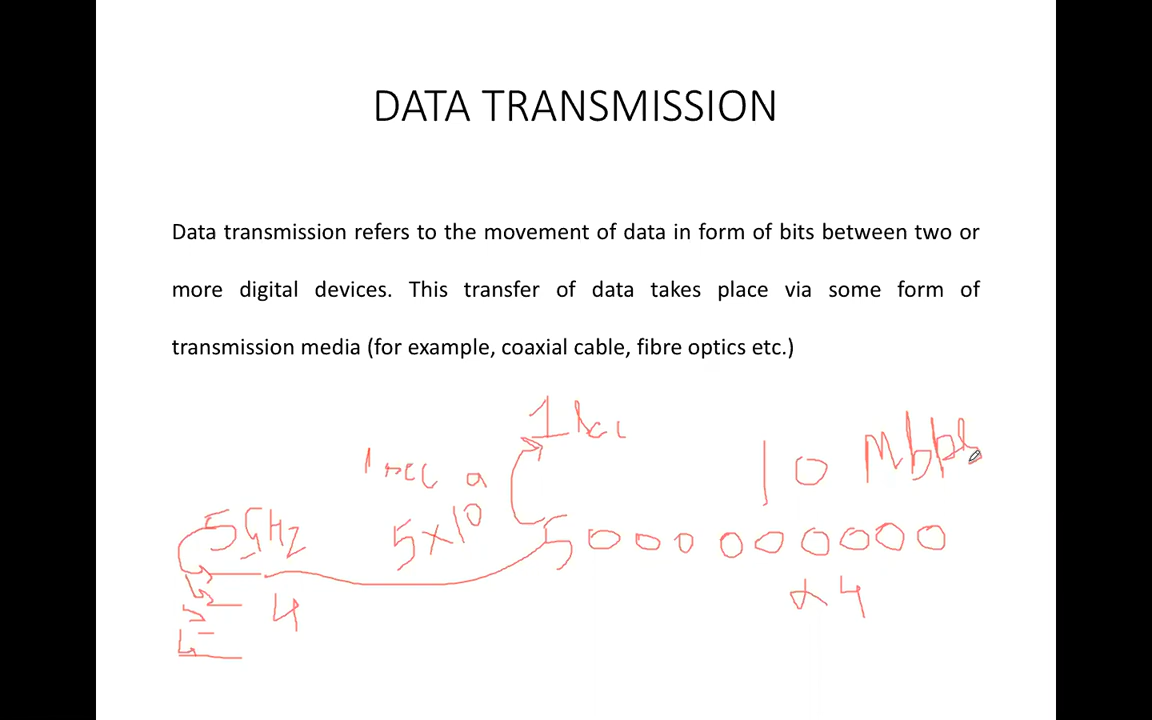 DATA TRANSMISSION
Data transmission refers to the movement of data in form of bits between two or
more digital devices. This transfer of data takes place via some form of
transmission media (for example, coaxial cable, fibre optics etc.)
1 sec
1 sec a
10 Mbps
5GHz
5x10
5000000000
4
x4